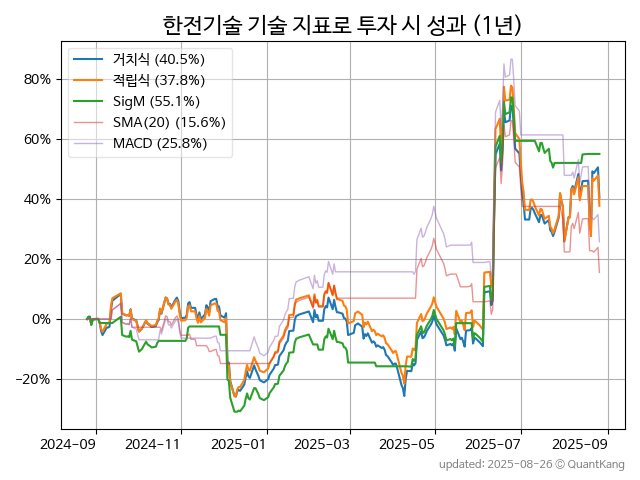 한전기술 기술 지표로 투자 시 성과 (1년)
거치식 (40.5%)
적립식 (37.8%)
SigM (55.1%)
SMA(20) (15.6%)
MACD (25.8%)
80%
60%
40%
20%
0%
−20%
2024-09 2024-11 2025-01 2025-03 2025-05 2025-07 2025-09
updated: 2025-08-26 © QuantKang